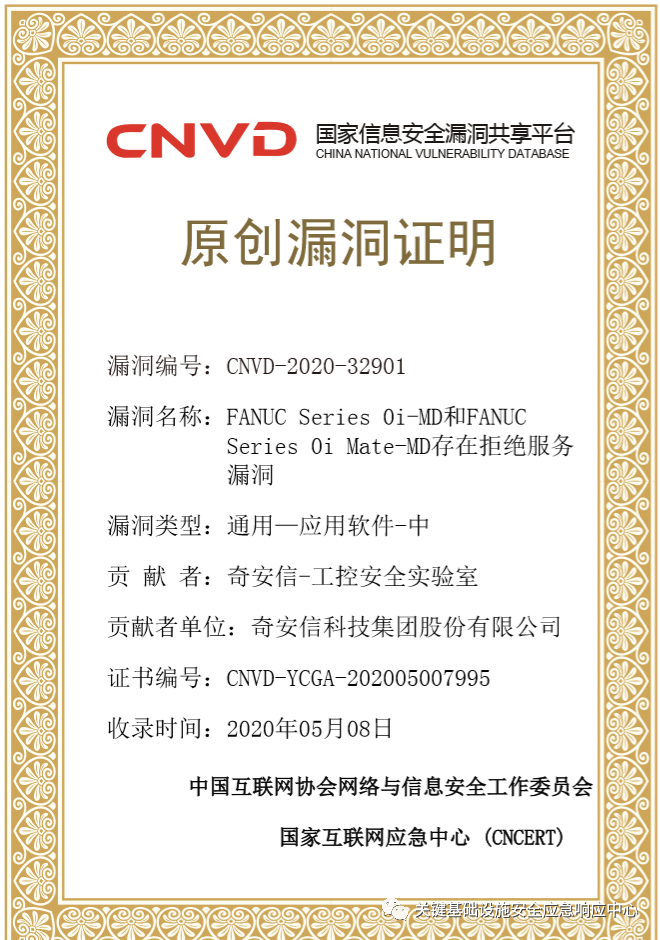 CNVD 国家信息安全漏洞共享平台
CHINA NATIONAL VULNERABILITY DATABASE
原创漏洞证明
漏洞编号：CNVD-2020-32901
漏洞名称：FANUC Series 0i-MD和FANUC
Series 0i Mate-MD存在拒绝服务
漏洞
漏洞类型：通用—应用软件-中
贡 献 者：奇安信-工控安全实验室
贡献者单位：奇安信科技集团股份有限公司
证书编号：CNVD-YCGA-202005007995
收录时间：2020年05月08日
中国互联网协会网络与信息安全工作委员会
国家互联网应急中心 (CNCERT)
关键基础设施安全应急响应中心